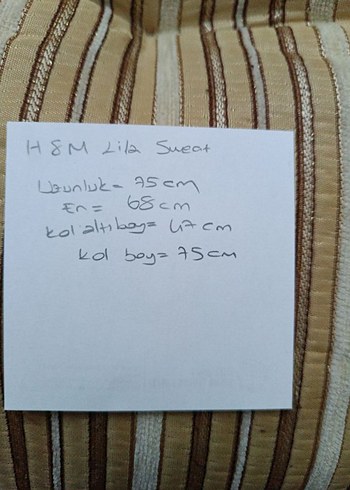 H&M Lila Sweat
Uzunluk = 75 cm
En = 68 cm
kol altı boy = 47 cm
kol boy = 75 cm